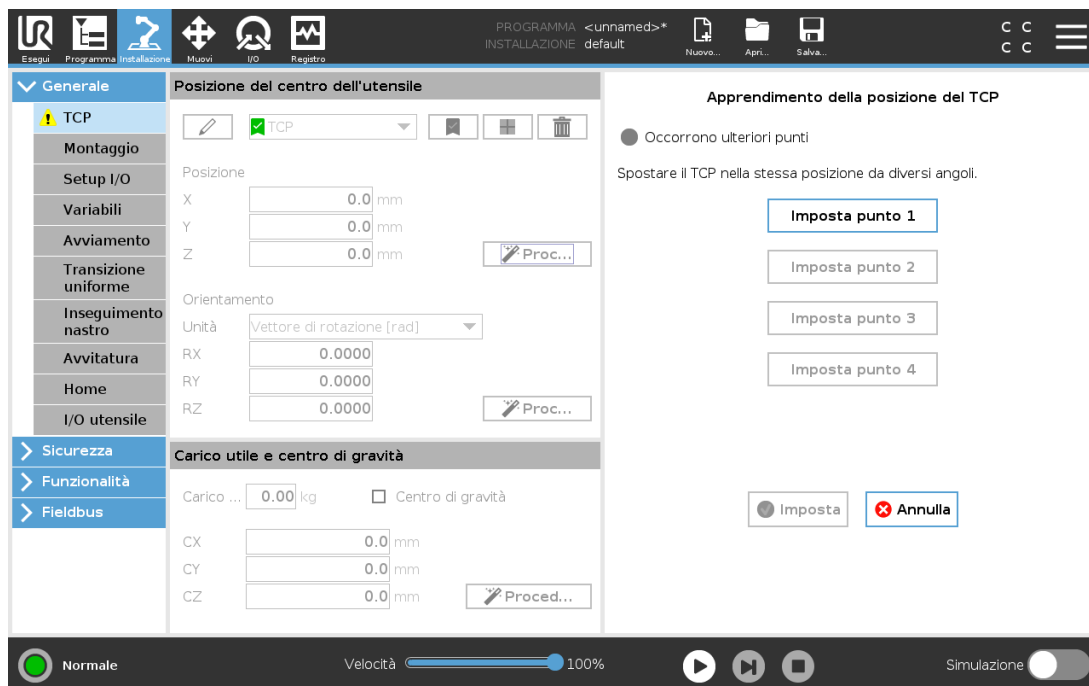 PROGRAMMA <unnamed>*
INSTALLAZIONE default
UR
Esegui
Programma
Installazione
Muovi
I/O
Registro
Nuovo...
Apri...
Salva...
C C
C C
Generale
TCP
Montaggio
Setup I/O
Variabili
Avviamento
Transizione
uniforme
Inseguimento
nastro
Avvitatura
Home
I/O utensile
Sicurezza
Funzionalità
Fieldbus
Posizione del centro dell'utensile
TCP
Posizione
X 0.0 mm
Y 0.0 mm
Z 0.0 mm
Proc...
Orientamento
Unità Vettore di rotazione [rad]
RX 0.0000
RY 0.0000
RZ 0.0000
Proc...
Carico utile e centro di gravità
Carico ... 0.00 kg Centro di gravità
CX 0.0 mm
CY 0.0 mm
CZ 0.0 mm
Proced...
Apprendimento della posizione del TCP
Occorrono ulteriori punti
Spostare il TCP nella stessa posizione da diversi angoli.
Imposta punto 1
Imposta punto 2
Imposta punto 3
Imposta punto 4
Imposta
Annulla
Normale
Velocità 100%
Simulazione